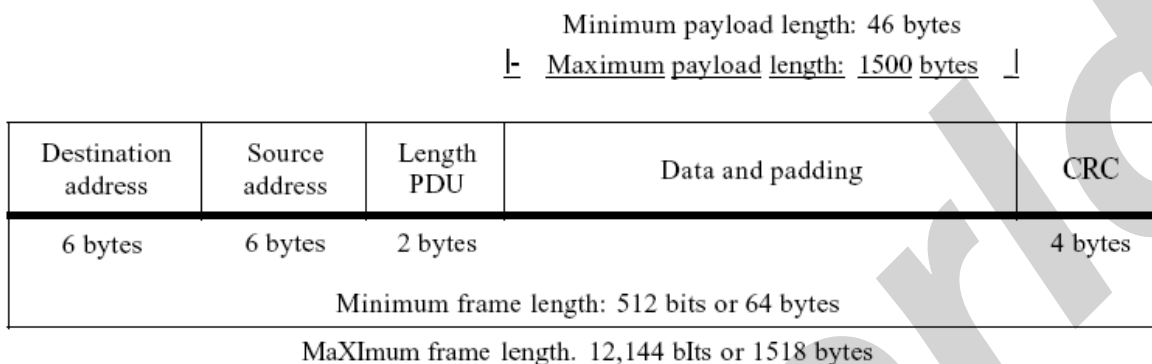 Minimum payload length: 46 bytes
|- Maximum payload length: 1500 bytes _|
Destination address Source address Length PDU Data and padding CRC
6 bytes 6 bytes 2 bytes 4 bytes
Minimum frame length: 512 bits or 64 bytes
MaXImum frame length. 12,144 bIts or 1518 bytes